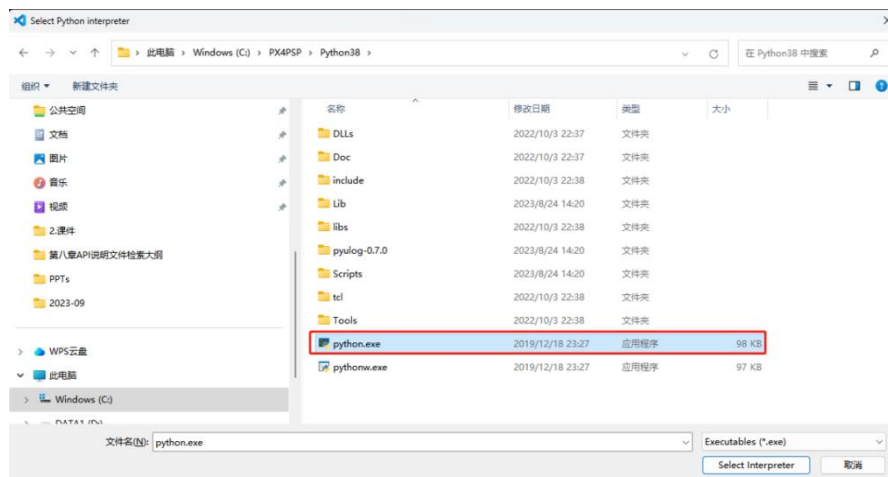 Select Python interpreter
此电脑 > Windows (C:) > PX4PSP > Python38 >
在 Python38 中搜索
组织 新建文件夹
名称 修改日期 类型 大小
公共空间
文档
图片
音乐
视频
2.课件
第八章API说明文件检索大纲
PPTs
2023-09
WPS云盘
此电脑
Windows (C:)
DATA1 (D:)
DLLs 2022/10/3 22:37 文件夹
Doc 2022/10/3 22:37 文件夹
include 2022/10/3 22:38 文件夹
Lib 2023/8/24 14:20 文件夹
libs 2022/10/3 22:38 文件夹
pyulog-0.7.0 2023/8/24 14:20 文件夹
Scripts 2023/8/24 14:20 文件夹
tcl 2022/10/3 22:38 文件夹
Tools 2022/10/3 22:38 文件夹
python.exe 2019/12/18 23:27 应用程序 98 KB
pythonw.exe 2019/12/18 23:27 应用程序 97 KB
文件名(N): python.exe
Executables (*.exe)
Select Interpreter 取消